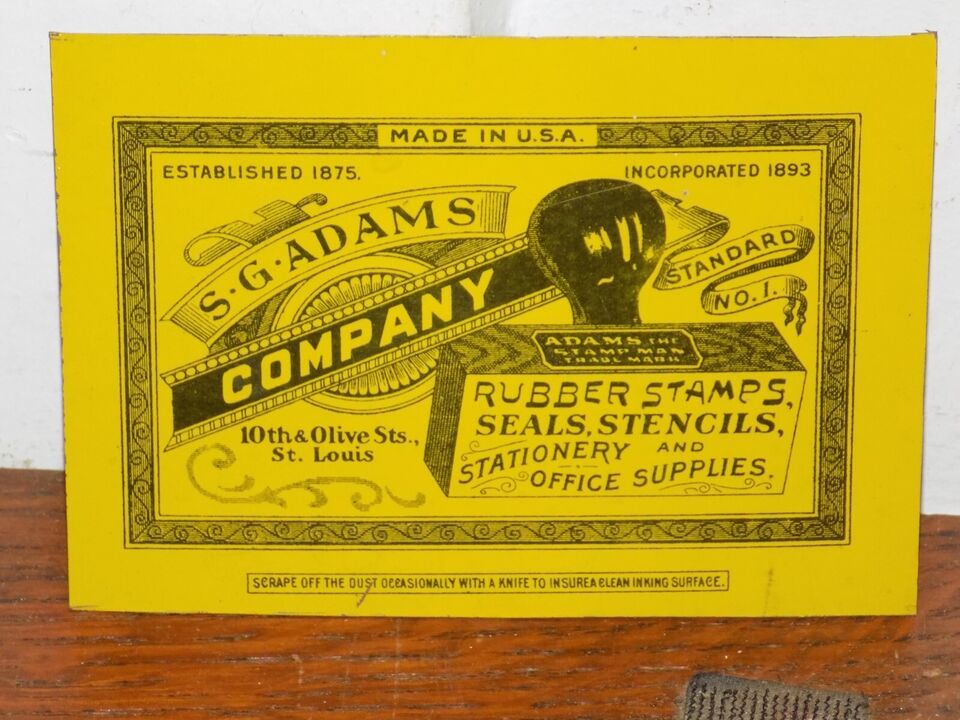 MADE IN U.S.A.
ESTABLISHED 1875.
INCORPORATED 1893
S.G. ADAMS
COMPANY
STANDARD
NO. 1.
ADAMS THE
STAMP MAN
TRADE MARK
10th & Olive Sts.,
St. Louis
RUBBER STAMPS,
SEALS, STENCILS,
STATIONERY AND
OFFICE SUPPLIES.
SCRAPE OFF THE DUST OCCASIONALLY WITH A KNIFE TO INSURE A CLEAN INKING SURFACE.